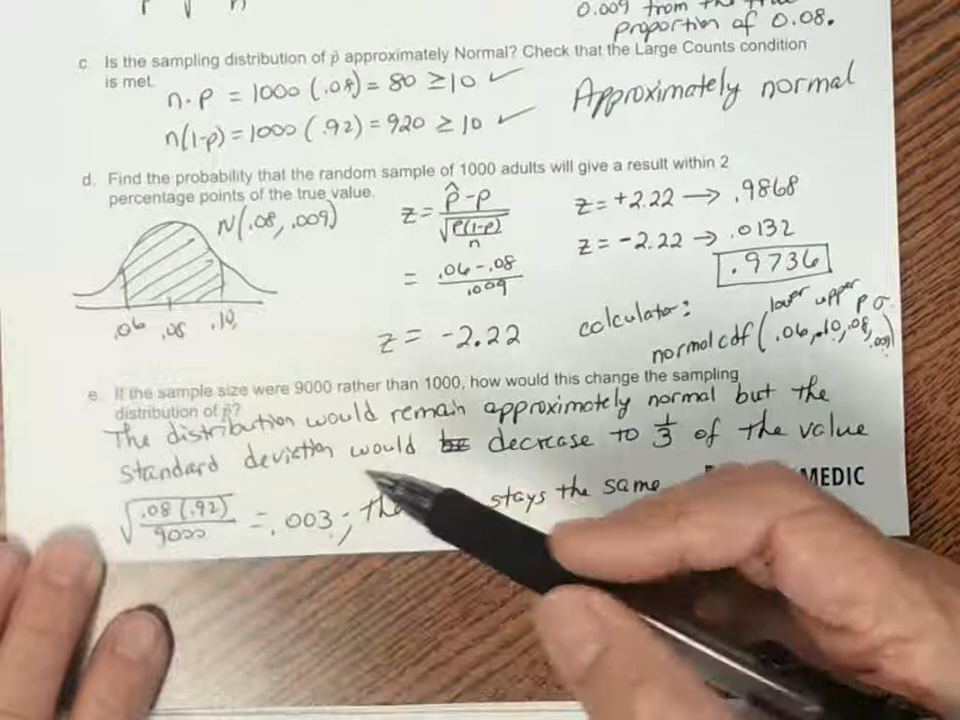 0.009 from the
proportion of 0.08.
c. Is the sampling distribution of p̂ approximately Normal? Check that the Large Counts condition
is met.
n·p = 1000 (.08) = 80 ≥ 10 ✓
n(1-p) = 1000 (.92) = 920 ≥ 10 ✓
Approximately normal
d. Find the probability that the random sample of 1000 adults will give a result within 2
percentage points of the true value.
N(.08, .009)
.06 .08 .10
z = p̂ - p / √(p(1-p)/n)
= .06 - .08 / .009
z = -2.22
z = +2.22 → .9868
z = -2.22 → .0132
.9736
calculator:
lower upper p σ
normalcdf (.06, .10, .08, .009)
e. If the sample size were 9000 rather than 1000, how would this change the sampling
distribution of p̂?
The distribution would remain approximately normal but the
standard deviation would be decrease to 1/3 of the value
√(.08 (.92)/9000) = .003; the stays the same
MEDIC